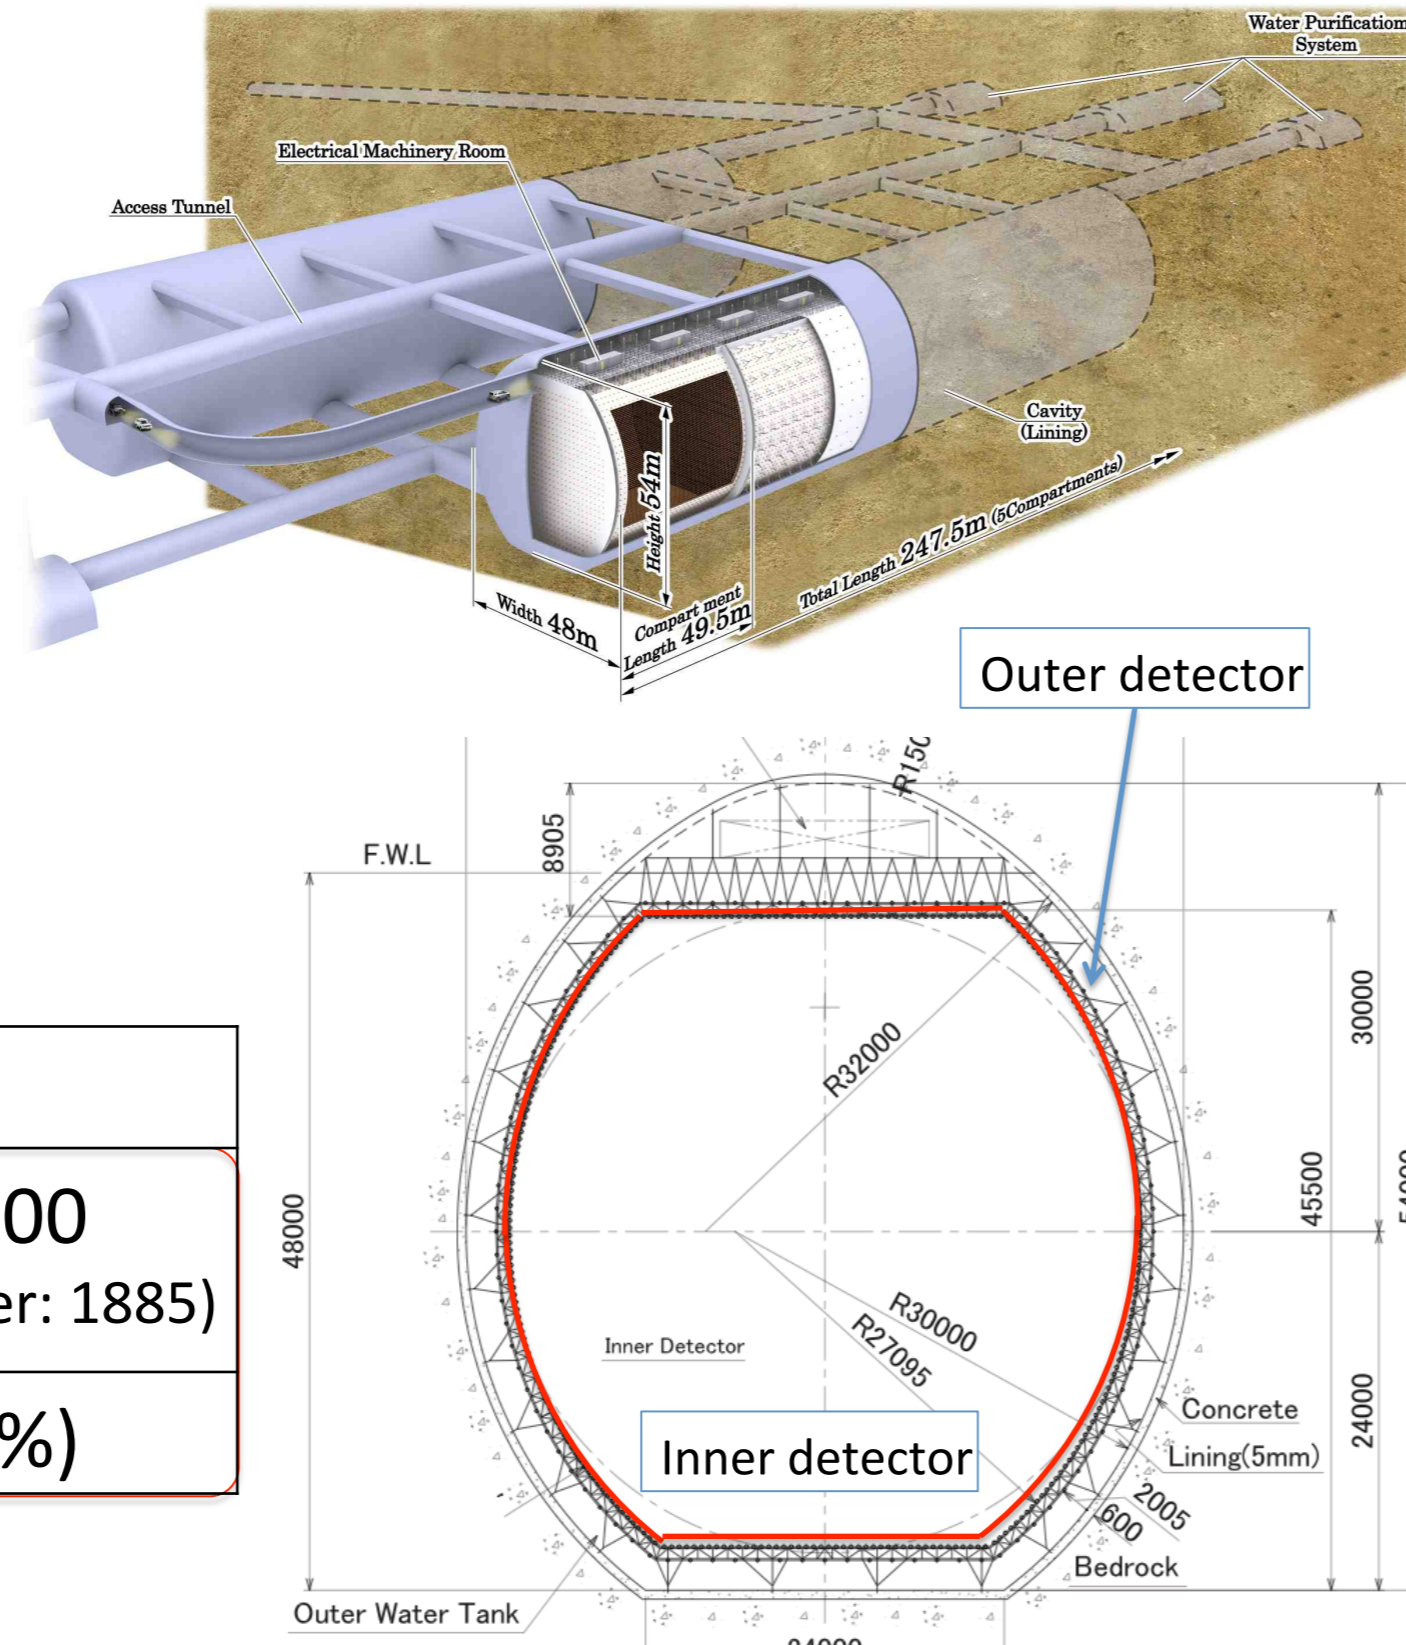 Water Purification
System
Electrical Machinery Room
Access Tunnel
Cavity
(Lining)
Height 54m
Total Length 247.5m (5Compartments)
Width 48m
Compart ment
Length 49.5m
Outer detector
R150
8905
F.W.L
R32000
30000
45500
48000
00
er: 1885)
R30000
R27095
Inner Detector
24000
%)
Inner detector
Concrete
Lining(5mm)
2005
600
Bedrock
Outer Water Tank